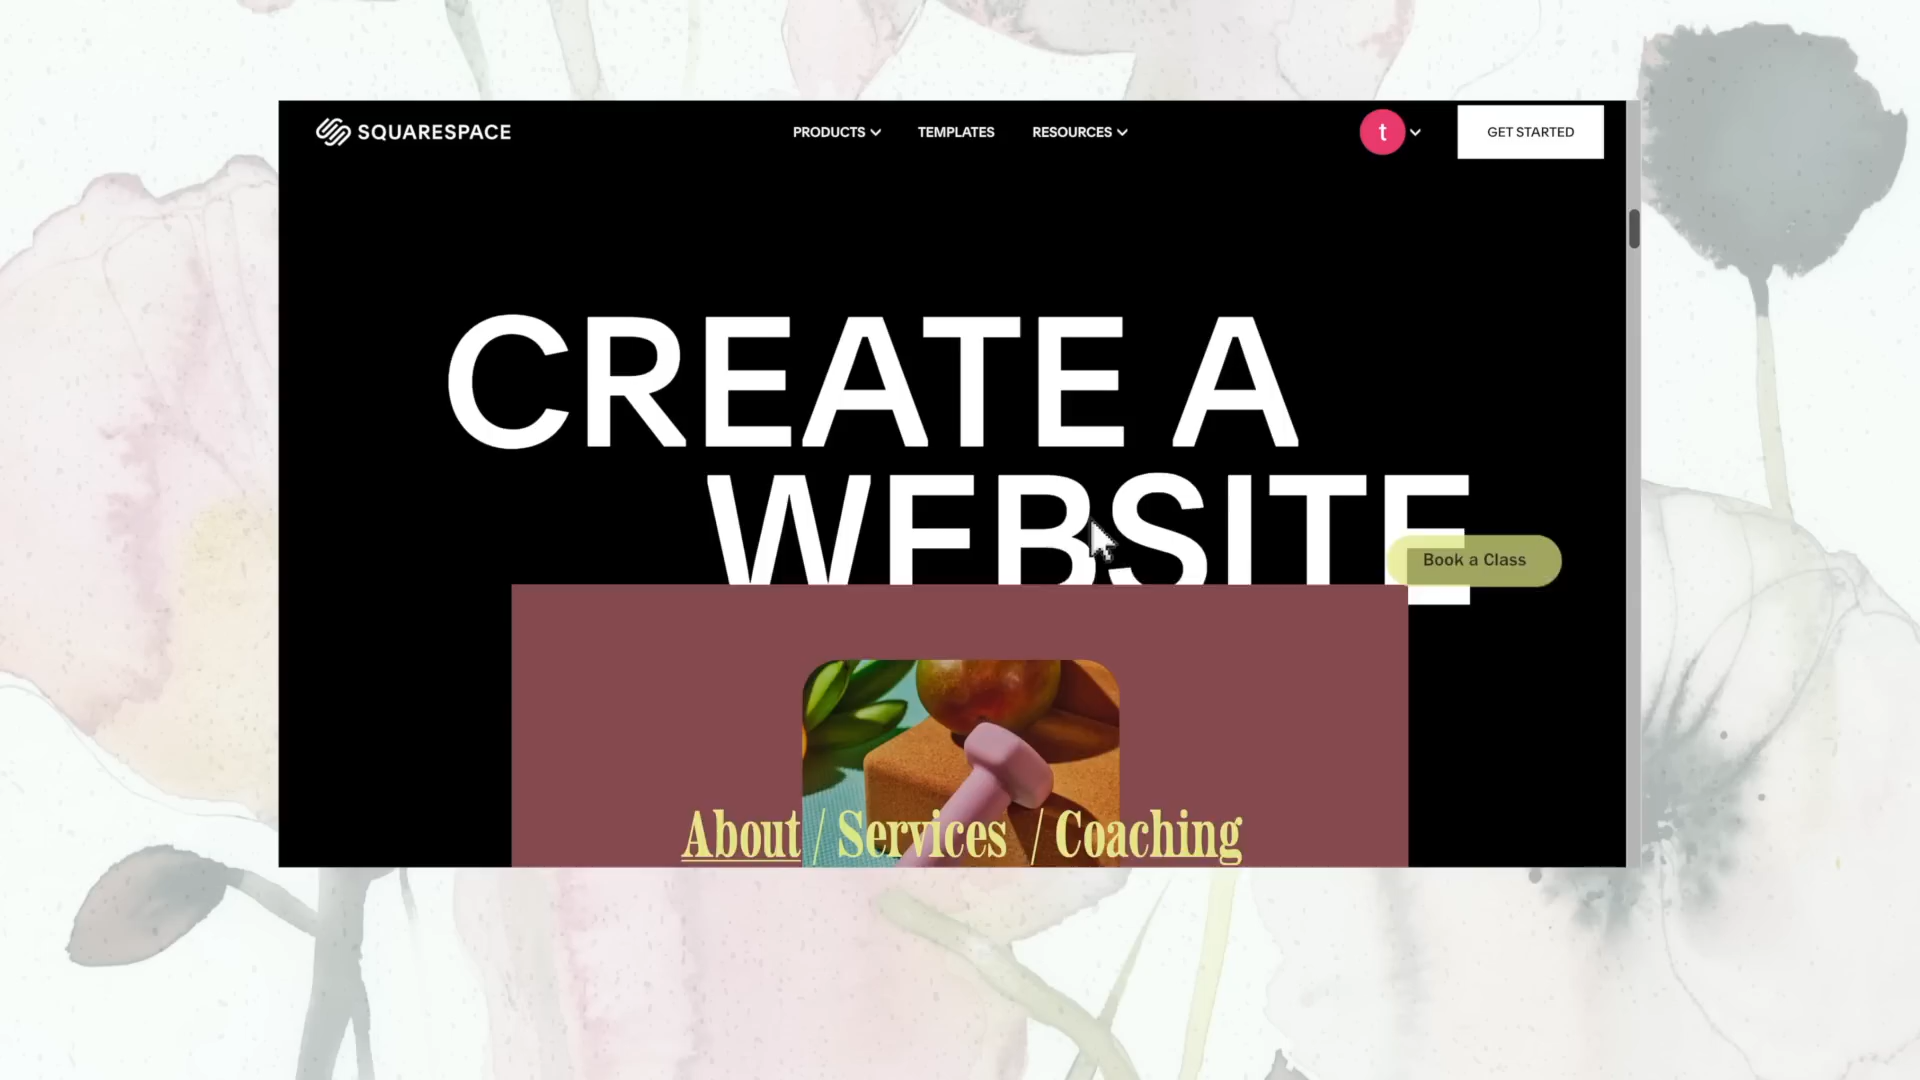 SQUARESPACE
PRODUCTS
TEMPLATES
RESOURCES
t
GET STARTED
CREATE A
WEBSITE
Book a Class
About / Services / Coaching